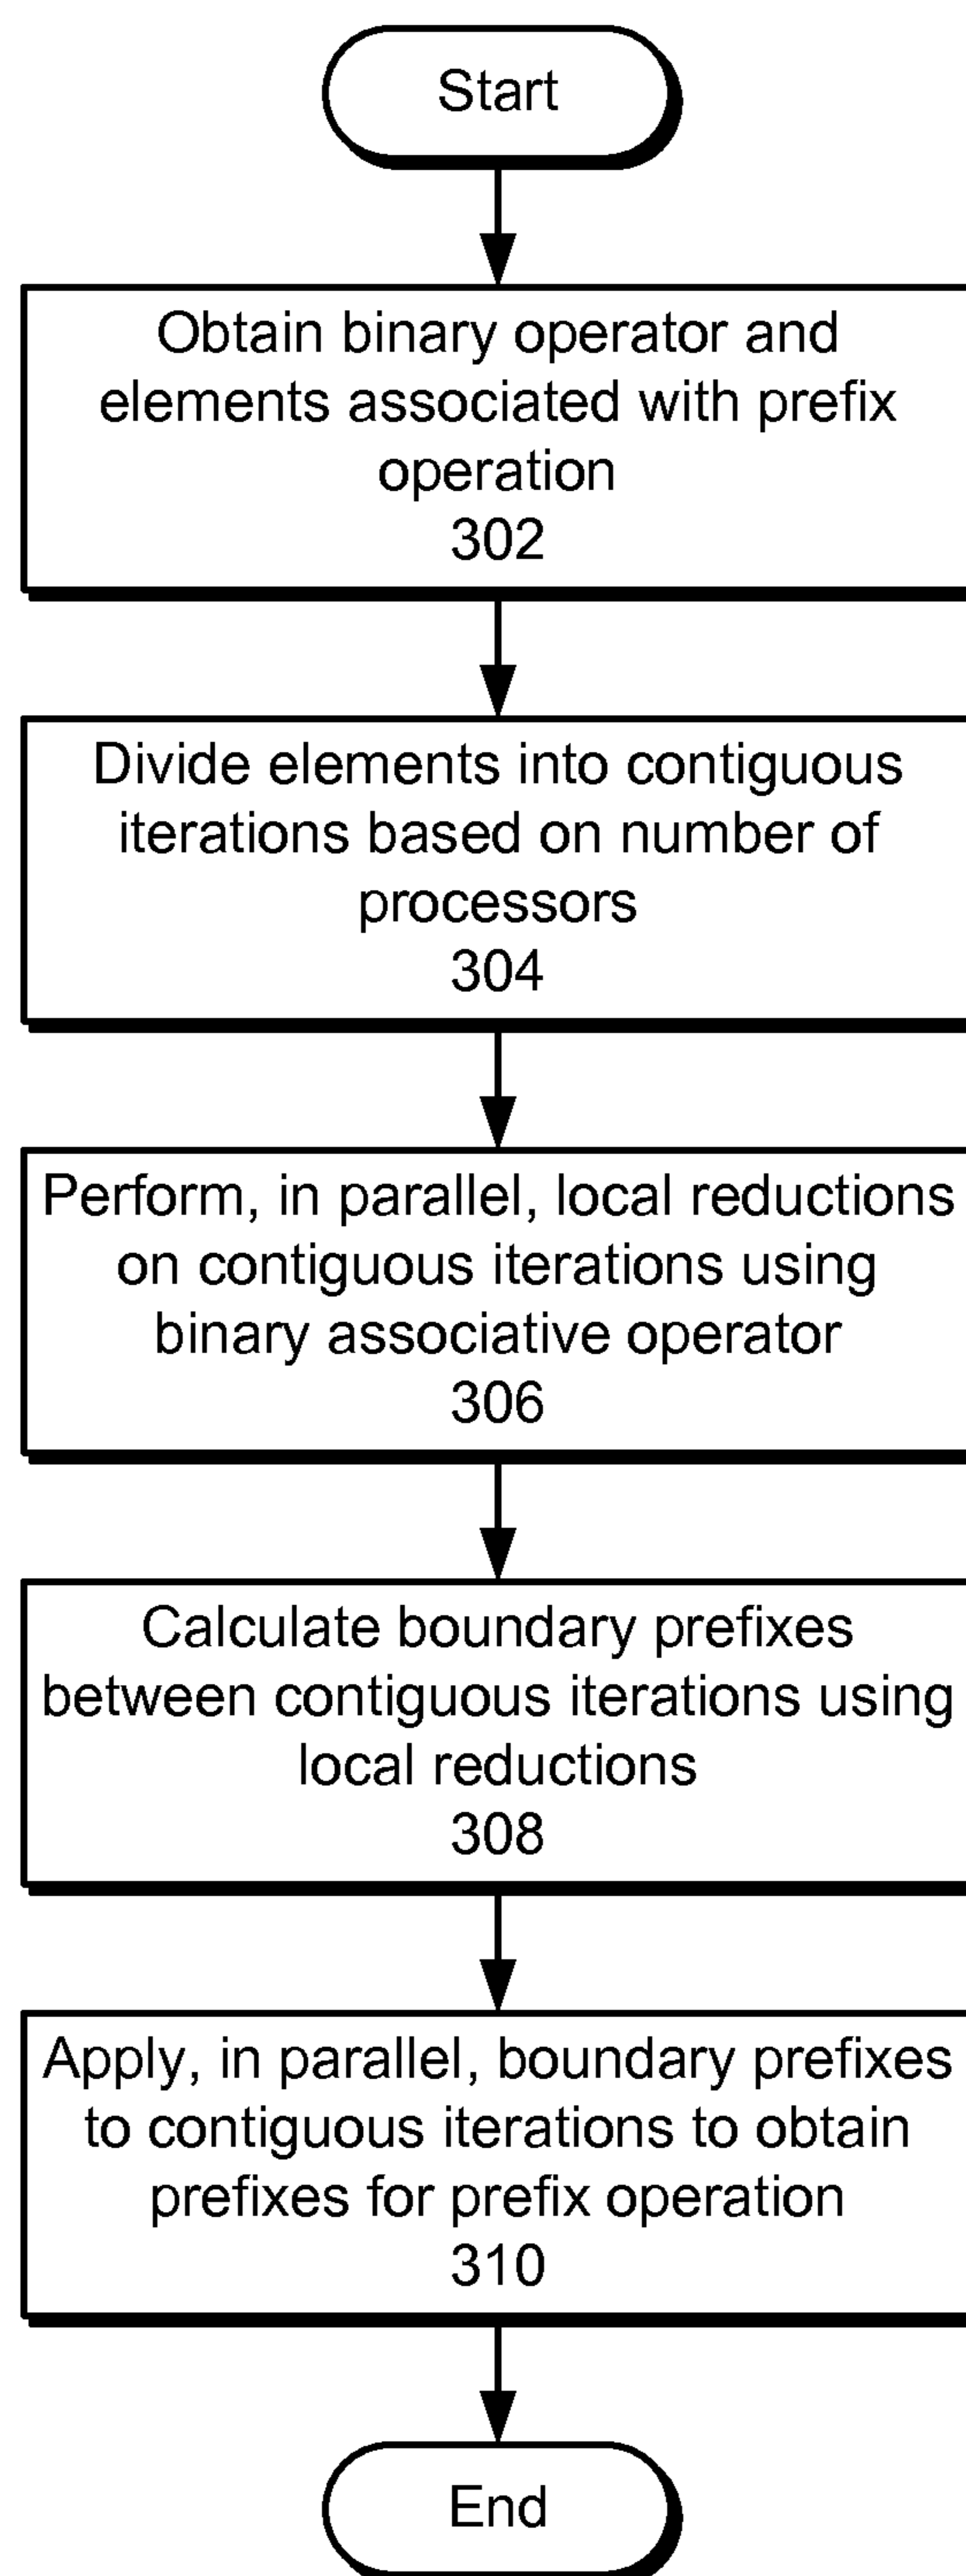 Start
Obtain binary operator and
elements associated with prefix
operation
302
Divide elements into contiguous
iterations based on number of
processors
304
Perform, in parallel, local reductions
on contiguous iterations using
binary associative operator
306
Calculate boundary prefixes
between contiguous iterations using
local reductions
308
Apply, in parallel, boundary prefixes
to contiguous iterations to obtain
prefixes for prefix operation
310
End